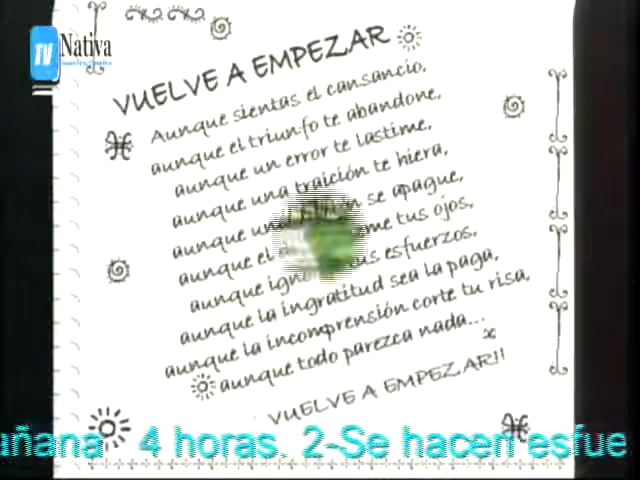 TV Nativa
VUELVE A EMPEZAR
Aunque sientas el cansancio,
aunque el triunfo te abandone,
aunque un error te lastime,
aunque una traición te hiera,
aunque una se apague,
aunque el tus ojos,
aunque esfuerzos,
aunque la ingratitud sea la paga,
aunque la incomprensión corte tu risa,
aunque todo parezca nada...
VUELVE A EMPEZAR!!
añana 4 horas. 2-Se hacen esfue